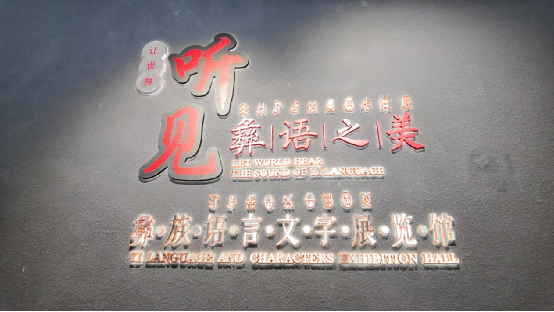 让世界
听见
彝|语|之|美
LET WORLD HEAR
THE SOUND OF YI LANGUAGE
彝·族·语·言·文·字·展·览·馆
YI LANGUAGE AND CHARACTERS EXHIBITION HALL